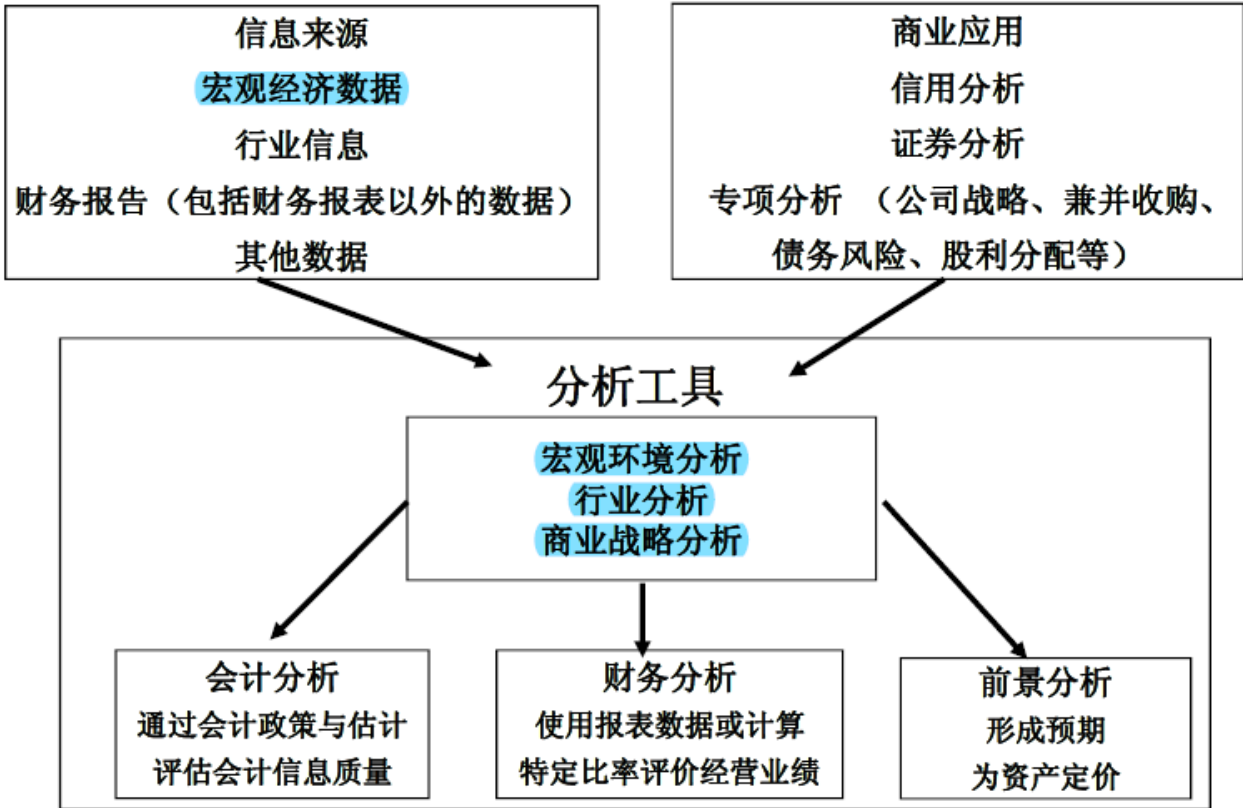 信息来源
宏观经济数据
行业信息
财务报告（包括财务报表以外的数据）
其他数据
商业应用
信用分析
证券分析
专项分析 （公司战略、兼并收购、
债务风险、股利分配等）
分析工具
宏观环境分析
行业分析
商业战略分析
会计分析
通过会计政策与估计
评估会计信息质量
财务分析
使用报表数据或计算
特定比率评价经营业绩
前景分析
形成预期
为资产定价